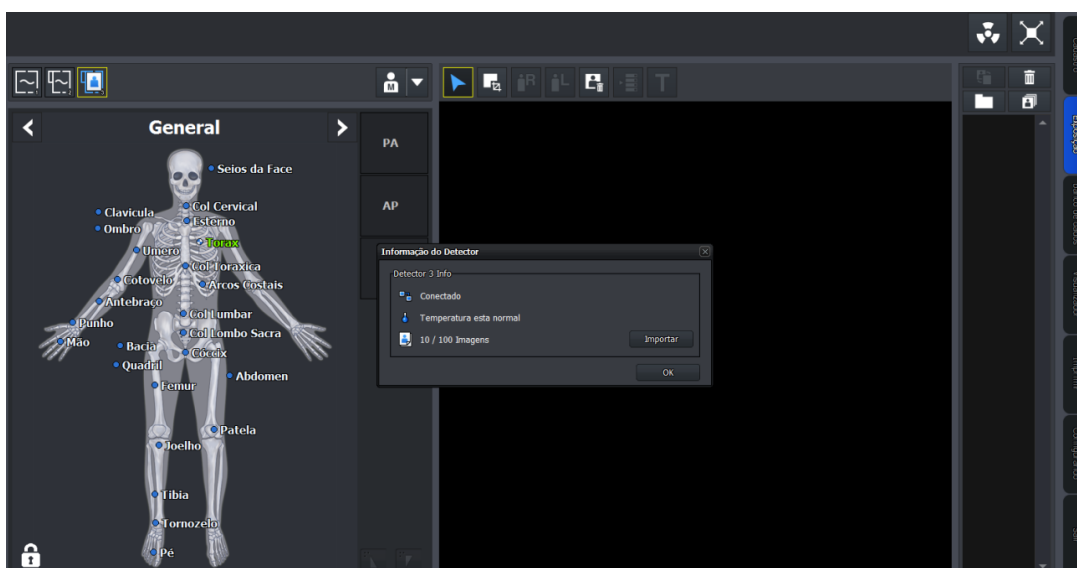 M
R
L
T
General
PA
AP
Seios da Face
Clavicula
Col Cervical
Ombro
Esterno
Umero
Torax
Col Toraxica
Cotovelo
Arcos Costais
Antebraço
Col Lumbar
Punho
Col Lombo Sacra
Mão
Bacia
Cóccix
Quadril
Abdomen
Femur
Patela
Joelho
Tibia
Tornozelo
Pé
Informação do Detector
Detector 3 Info
Conectado
Temperatura esta normal
10 / 100 Imagens
Importar
OK